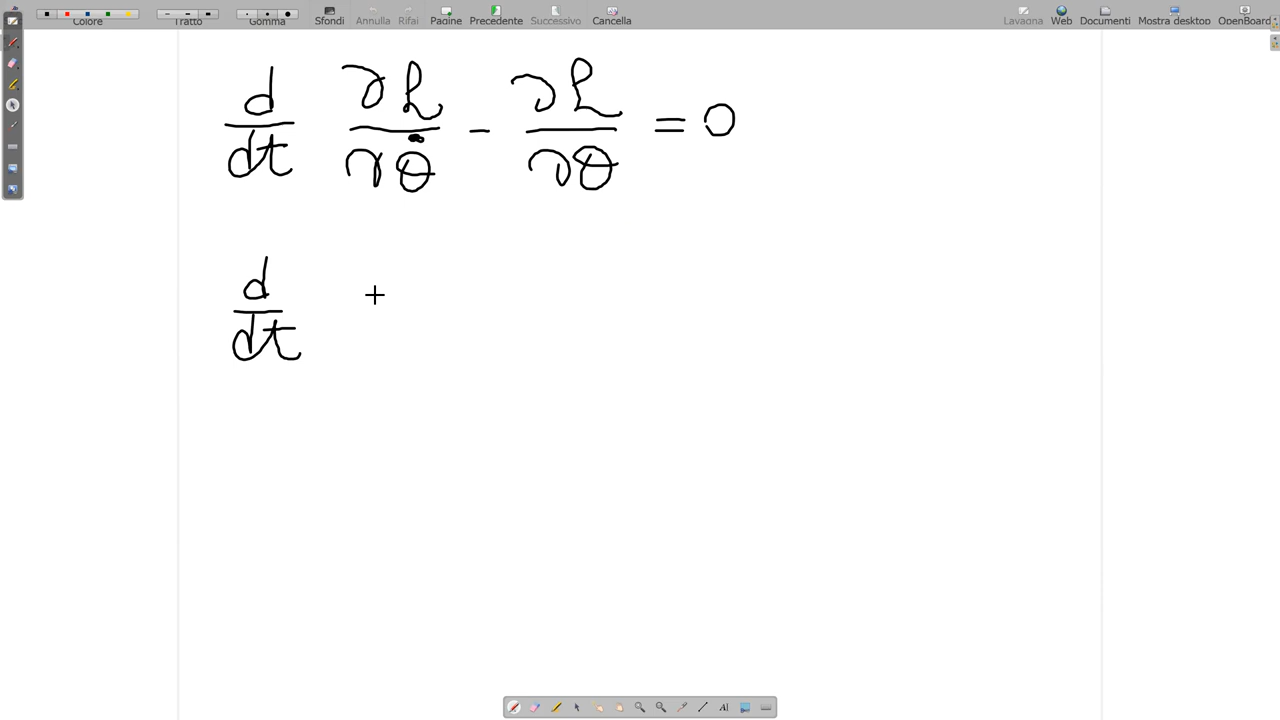 Colore Tratto Gomma Sfondi Annulla Rifai Pagine Precedente Successivo Cancella Lavagna Web Documenti Mostra desktop OpenBoard
d/dt ∂L/∂θ̇ - ∂L/∂θ = 0
d/dt
AI